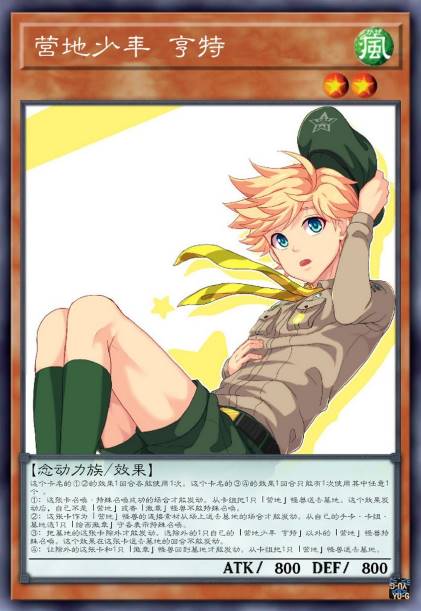 营地少年 亨特
風
【念动力族/效果】
这个卡名的①②的效果1回合各能使用1次。这个卡名的③④的效果1回合只能有1次使用其中任意1
个。
①：这张卡召唤·特殊召唤成功的场合才能发动。从卡组把1只「营地」怪兽送去墓地。这个效果发
动后，自己不是「营地」或者「徽章」怪兽不能特殊召唤。
②：这张卡作为「营地」怪兽的连接素材从场上送去墓地的场合才能发动。从自己的手卡·卡组·
墓地选1只「绘画徽章」守备表示特殊召唤。
③：把墓地的这张卡除外才能发动。选除外的1只自己的「营地少年 亨特」以外的「营地」怪兽特
殊召唤。这个效果在这张卡送去墓地的回合不能发动。
④：让除外的这张卡和1只「徽章」怪兽回到墓地才能发动。从卡组把1只「营地」怪兽送去墓地。
ATK/ 800 DEF/ 800